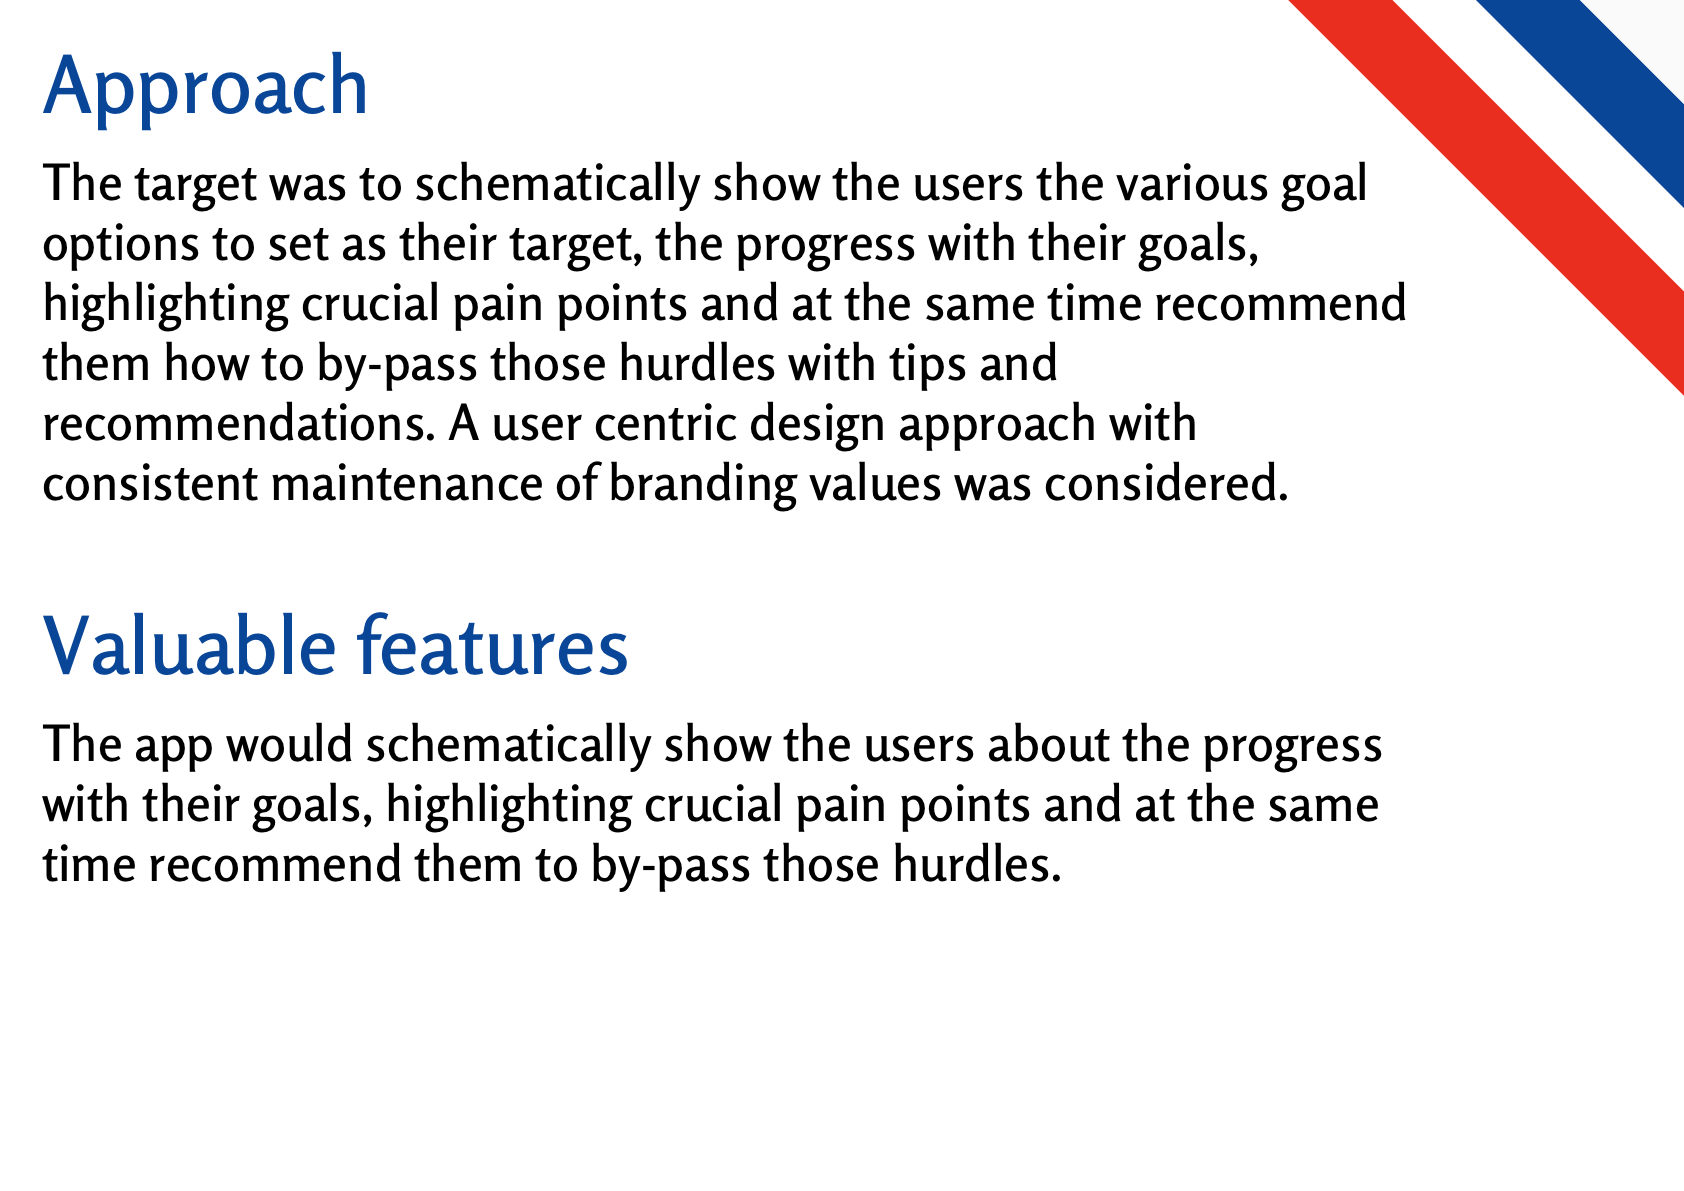 Approach
The target was to schematically show the users the various goal
options to set as their target, the progress with their goals,
highlighting crucial pain points and at the same time recommend
them how to by-pass those hurdles with tips and
recommendations. A user centric design approach with
consistent maintenance of branding values was considered.
Valuable features
The app would schematically show the users about the progress
with their goals, highlighting crucial pain points and at the same
time recommend them to by-pass those hurdles.